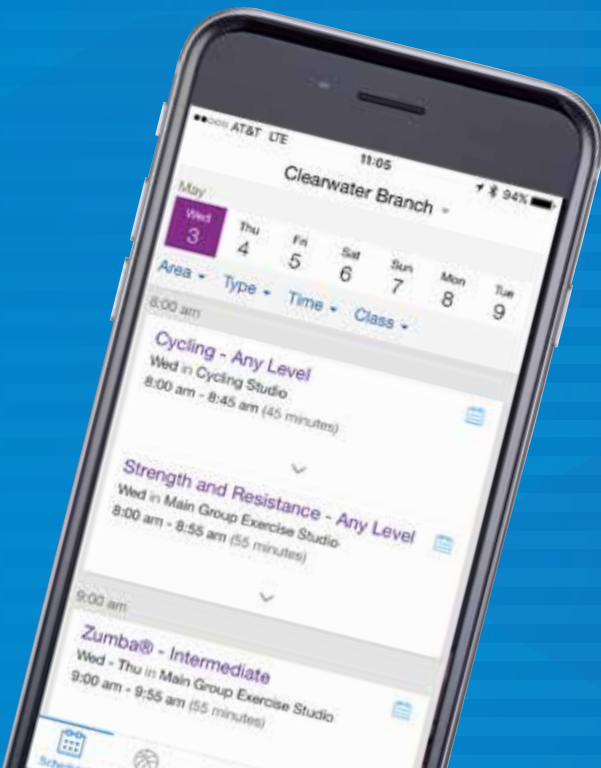 AT&T LTE 11:05 94%
Clearwater Branch
May
Wed Thu Fri Sat Sun Mon Tue
3 4 5 6 7 8 9
Area Type Time Class
8:00 am
Cycling - Any Level
Wed in Cycling Studio
8:00 am - 8:45 am (45 minutes)
Strength and Resistance - Any Level
Wed in Main Group Exercise Studio
8:00 am - 8:55 am (55 minutes)
9:00 am
Zumba® - Intermediate
Wed - Thu in Main Group Exercise Studio
9:00 am - 9:55 am (55 minutes)